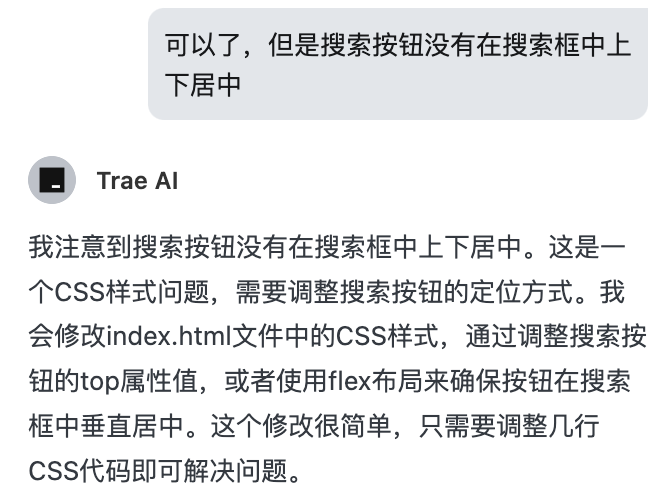 可以了，但是搜索按钮没有在搜索框中上
下居中
Trae AI
我注意到搜索按钮没有在搜索框中上下居中。这是一
个CSS样式问题，需要调整搜索按钮的定位方式。我
会修改index.html文件中的CSS样式，通过调整搜索按
钮的top属性值，或者使用flex布局来确保按钮在搜索
框中垂直居中。这个修改很简单，只需要调整几行
CSS代码即可解决问题。